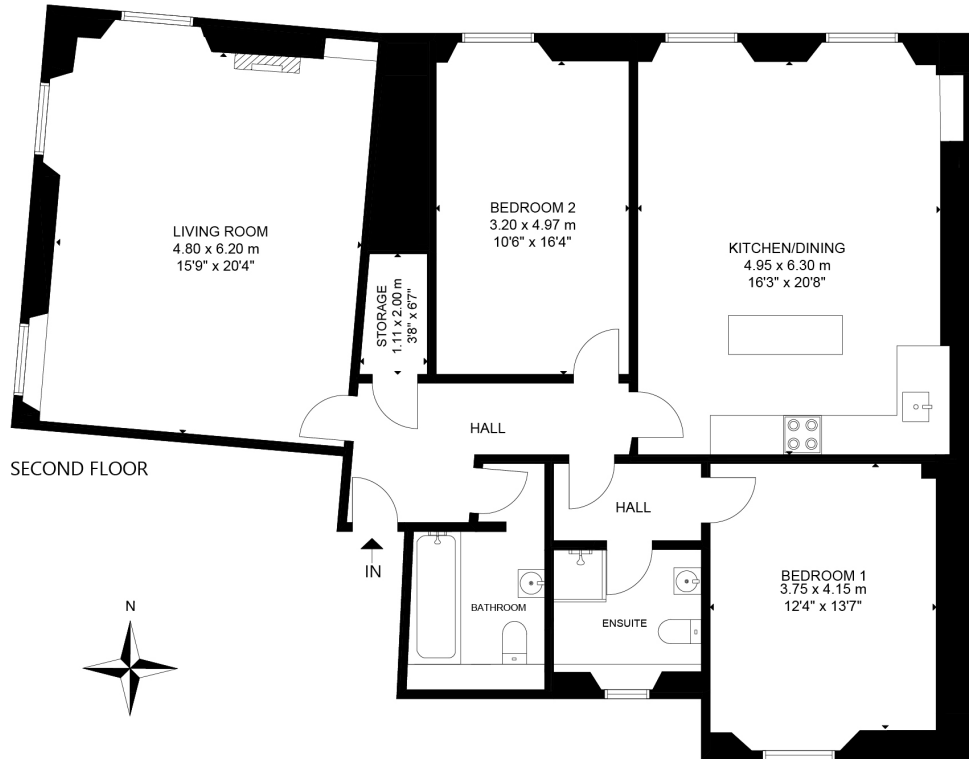 LIVING ROOM
4.80 x 6.20 m
15'9" x 20'4"
BEDROOM 2
3.20 x 4.97 m
10'6" x 16'4"
KITCHEN/DINING
4.95 x 6.30 m
16'3" x 20'8"
STORAGE
1.11 x 2.00 m
3'8" x 6'7"
HALL
SECOND FLOOR
HALL
IN
BATHROOM
ENSUITE
BEDROOM 1
3.75 x 4.15 m
12'4" x 13'7"
N